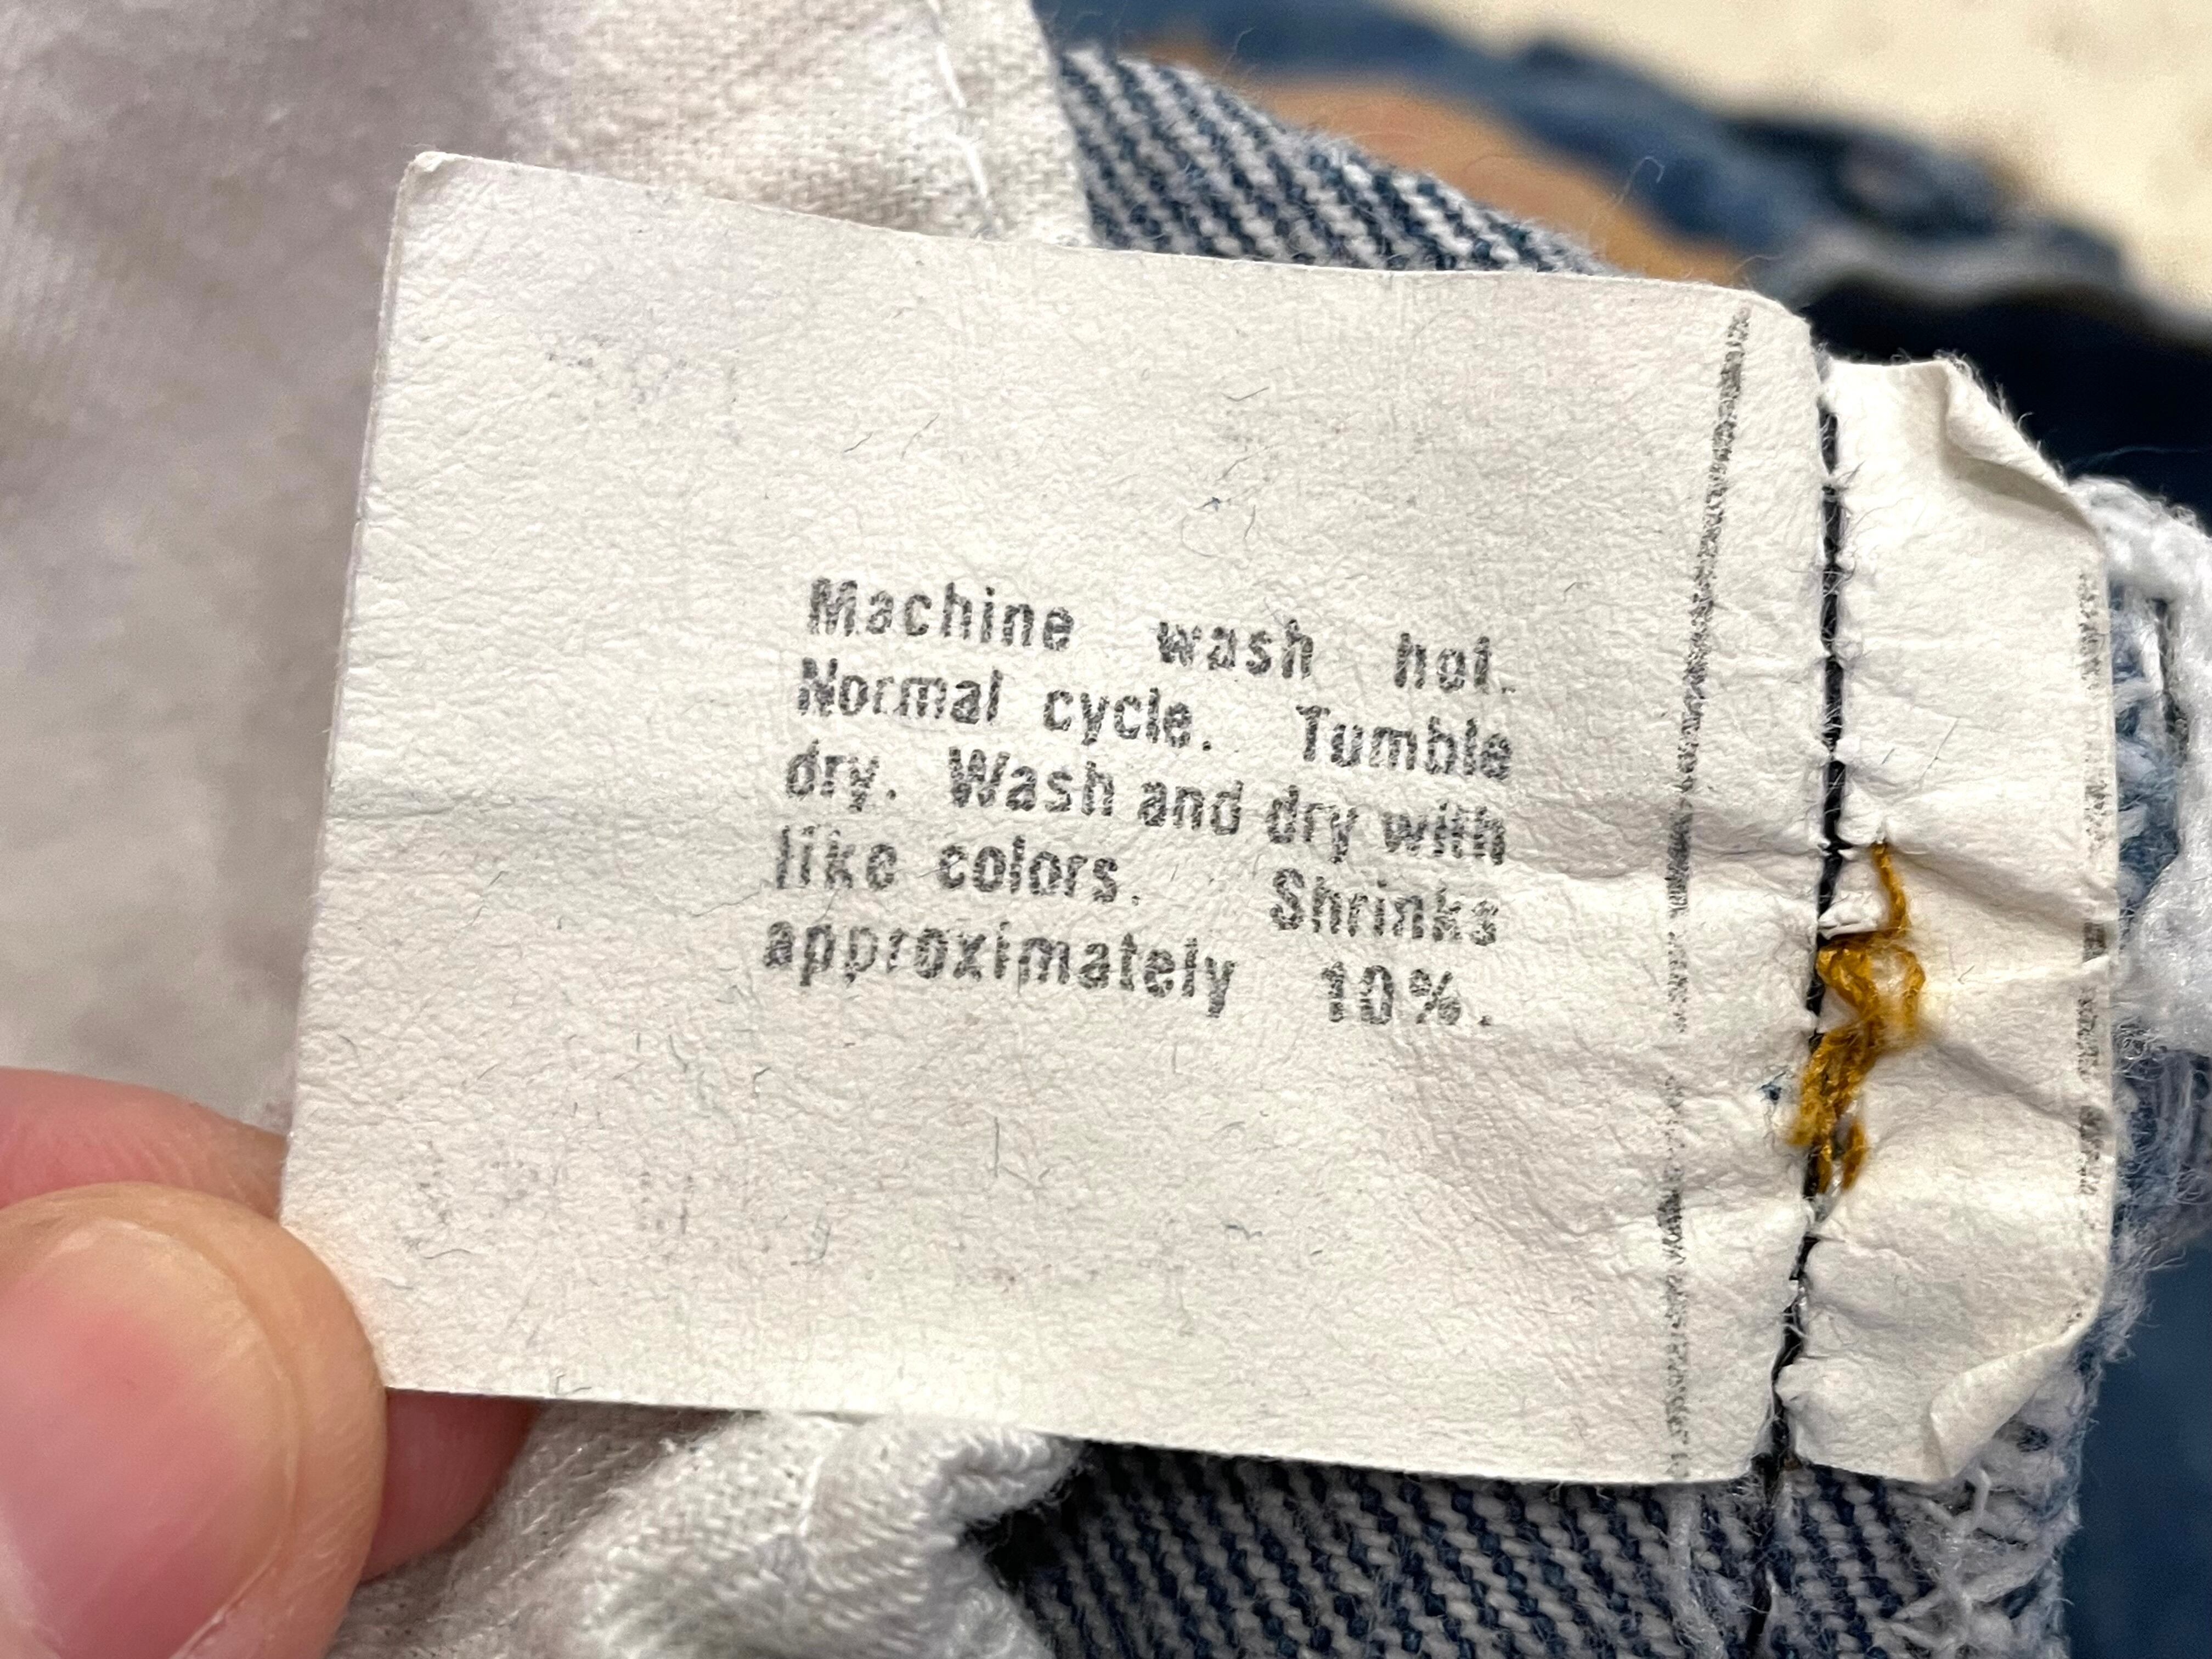 Machine wash hot.
Normal cycle. Tumble
dry. Wash and dry with
like colors. Shrinks
approximately 10%.